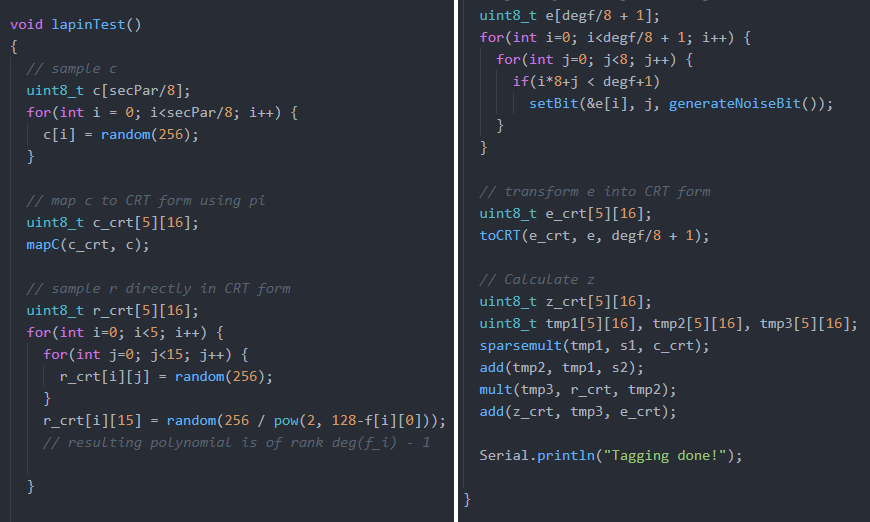 void lapinTest()
{
  // sample c
  uint8_t c[secPar/8];
  for(int i = 0; i<secPar/8; i++) {
    c[i] = random(256);
  }
  // map c to CRT form using pi
  uint8_t c_crt[5][16];
  mapC(c_crt, c);
  // sample r directly in CRT form
  uint8_t r_crt[5][16];
  for(int i=0; i<5; i++) {
    for(int j=0; j<15; j++) {
      r_crt[i][j] = random(256);
    }
    r_crt[i][15] = random(256 / pow(2, 128-f[i][0]));
    // resulting polynomial is of rank deg(f_i) - 1
  }
  uint8_t e[degf/8 + 1];
  for(int i=0; i<degf/8 + 1; i++) {
    for(int j=0; j<8; j++) {
      if(i*8+j < degf+1)
        setBit(&e[i], j, generateNoiseBit());
    }
  }
  // transform e into CRT form
  uint8_t e_crt[5][16];
  toCRT(e_crt, e, degf/8 + 1);
  // Calculate z
  uint8_t z_crt[5][16];
  uint8_t tmp1[5][16], tmp2[5][16], tmp3[5][16];
  sparsemult(tmp1, s1, c_crt);
  add(tmp2, tmp1, s2);
  mult(tmp3, r_crt, tmp2);
  add(z_crt, tmp3, e_crt);
  Serial.println("Tagging done!");
}